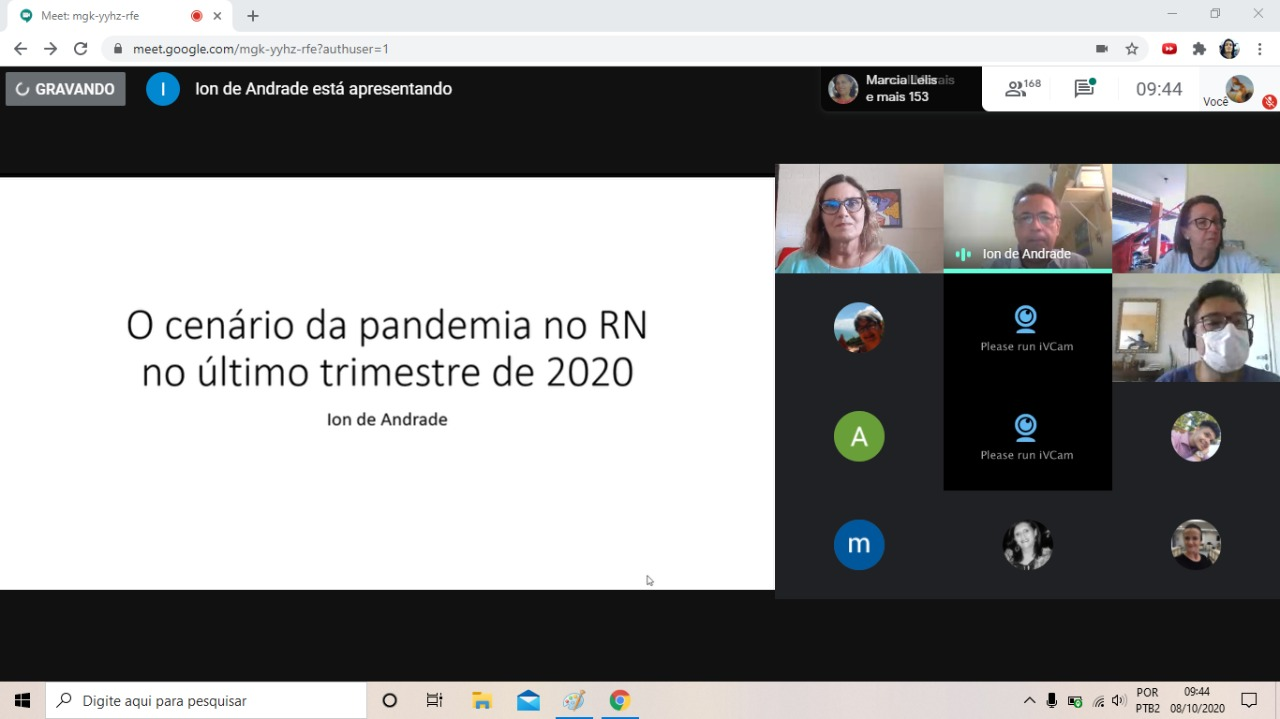 Meet: mgk-yyhz-rfe
meet.google.com/mgk-yyhz-rfe?authuser=1
GRAVANDO
I
Ion de Andrade está apresentando
Marcia Lélis
e mais 153
168
09:44
Você
O cenário da pandemia no RN
no último trimestre de 2020
Ion de Andrade
Ion de Andrade
Please run iVCam
A
Please run iVCam
m
Digite aqui para pesquisar
POR
PTB2
09:44
08/10/2020